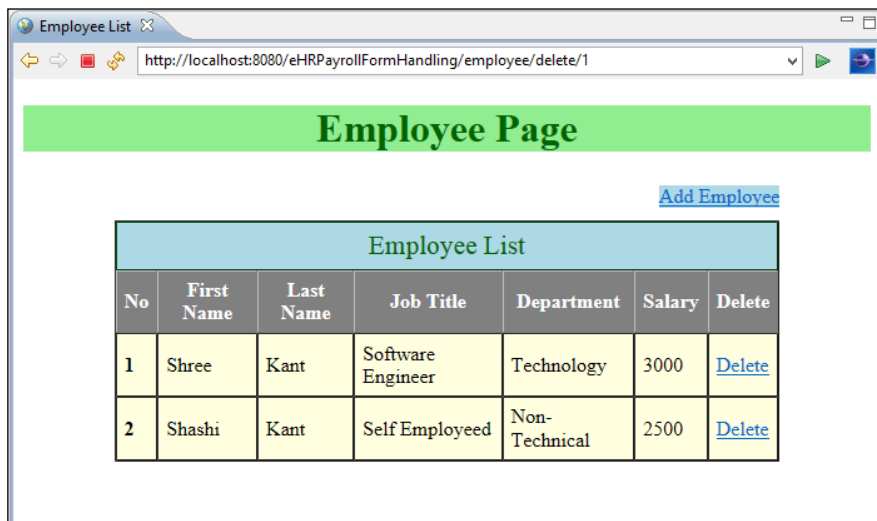 Employee List
http://localhost:8080/eHRPayrollFormHandling/employee/delete/1
Employee Page
Add Employee
Employee List
No First Name Last Name Job Title Department Salary Delete
1 Shree Kant Software Engineer Technology 3000 Delete
2 Shashi Kant Self Employeed Non-Technical 2500 Delete